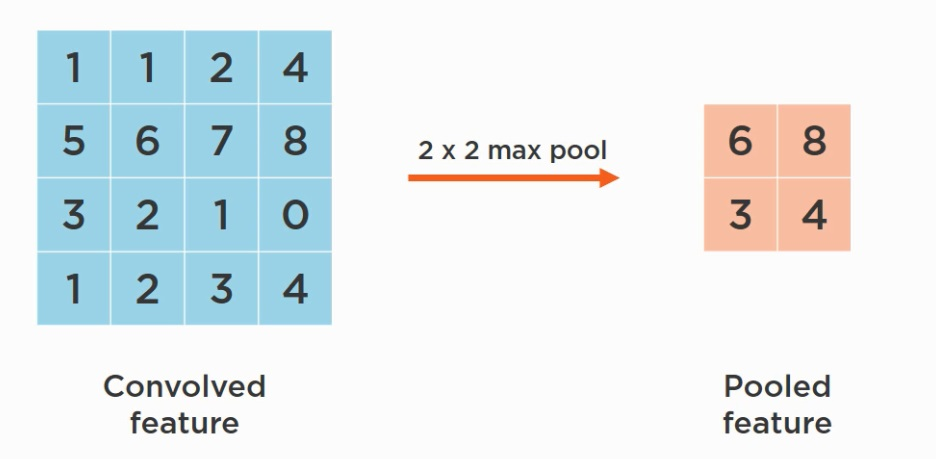 1 1 2 4
5 6 7 8
3 2 1 0
1 2 3 4
2 x 2 max pool
6 8
3 4
Convolved
feature
Pooled
feature